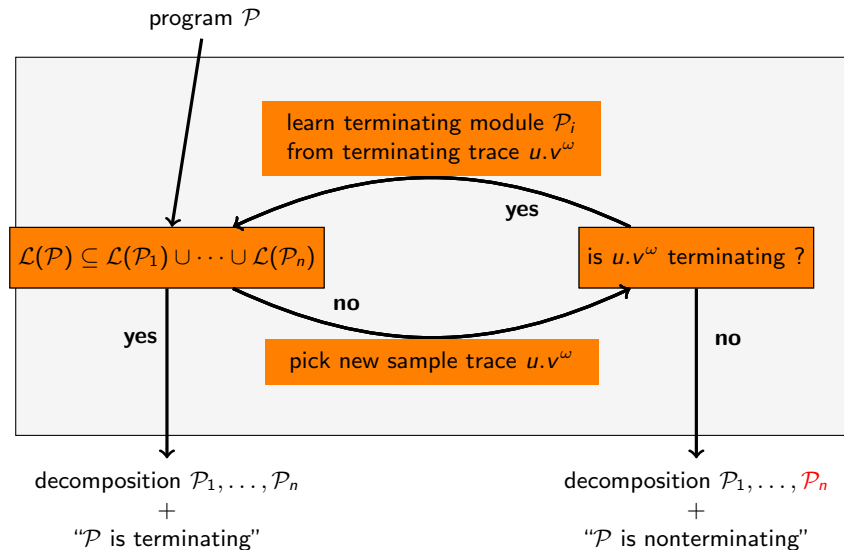 program 𝒫
learn terminating module 𝒫ᵢ
from terminating trace u.v^ω
yes
ℒ(𝒫) ⊆ ℒ(𝒫₁) ∪ ⋯ ∪ ℒ(𝒫ₙ)
is u.v^ω terminating ?
no
yes
no
pick new sample trace u.v^ω
decomposition 𝒫₁, . . . , 𝒫ₙ
+
“𝒫 is terminating”
decomposition 𝒫₁, . . . , 𝒫ₙ
+
“𝒫 is nonterminating”